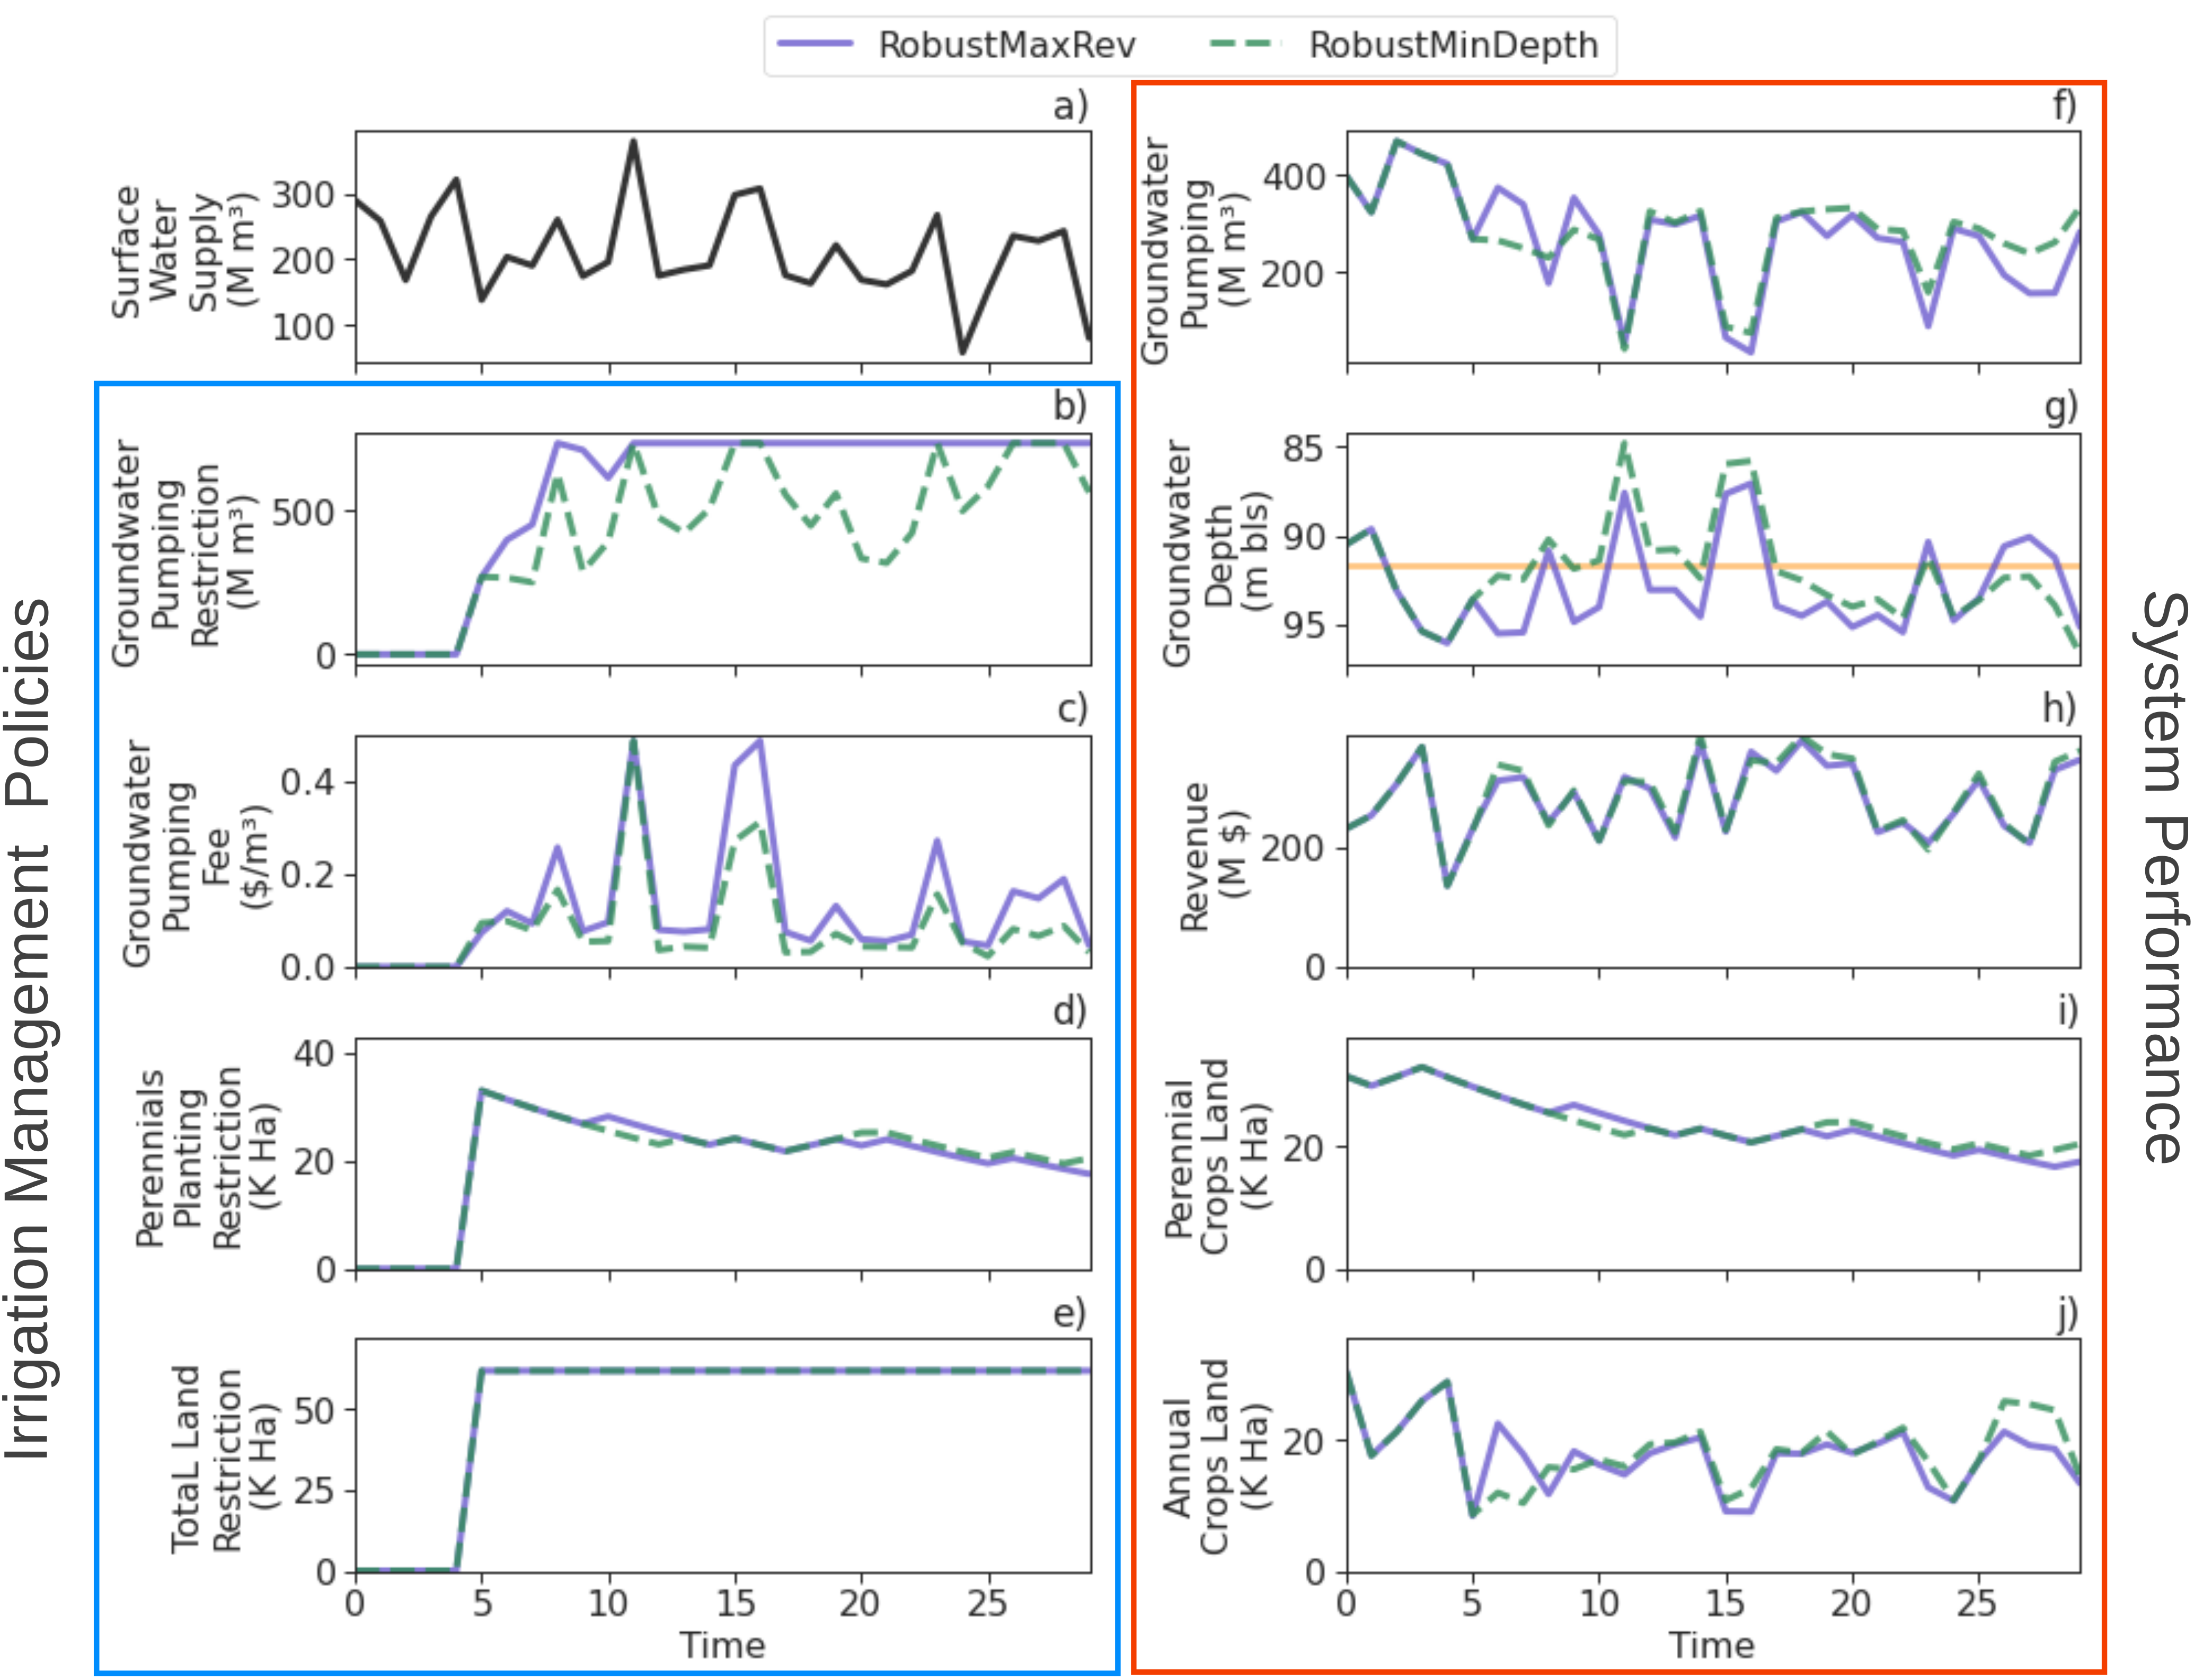 RobustMaxRev RobustMinDepth
Irrigation Management Policies
a)
Surface
Water
Supply
(M m³)
300
200
100
b)
Groundwater
Pumping
Restriction
(M m³)
500
0
c)
Groundwater
Pumping
Fee
($/m³)
0.4
0.2
0.0
d)
Perennials
Planting
Restriction
(K Ha)
40
20
0
e)
TotaL Land
Restriction
(K Ha)
50
25
0
0 5 10 15 20 25
Time
f)
Groundwater
Pumping
(M m³)
400
200
g)
Groundwater
Depth
(m bls)
85
90
95
h)
Revenue
(M $)
200
0
i)
Perennial
Crops Land
(K Ha)
20
0
j)
Annual
Crops Land
(K Ha)
20
0
0 5 10 15 20 25
Time
System Performance